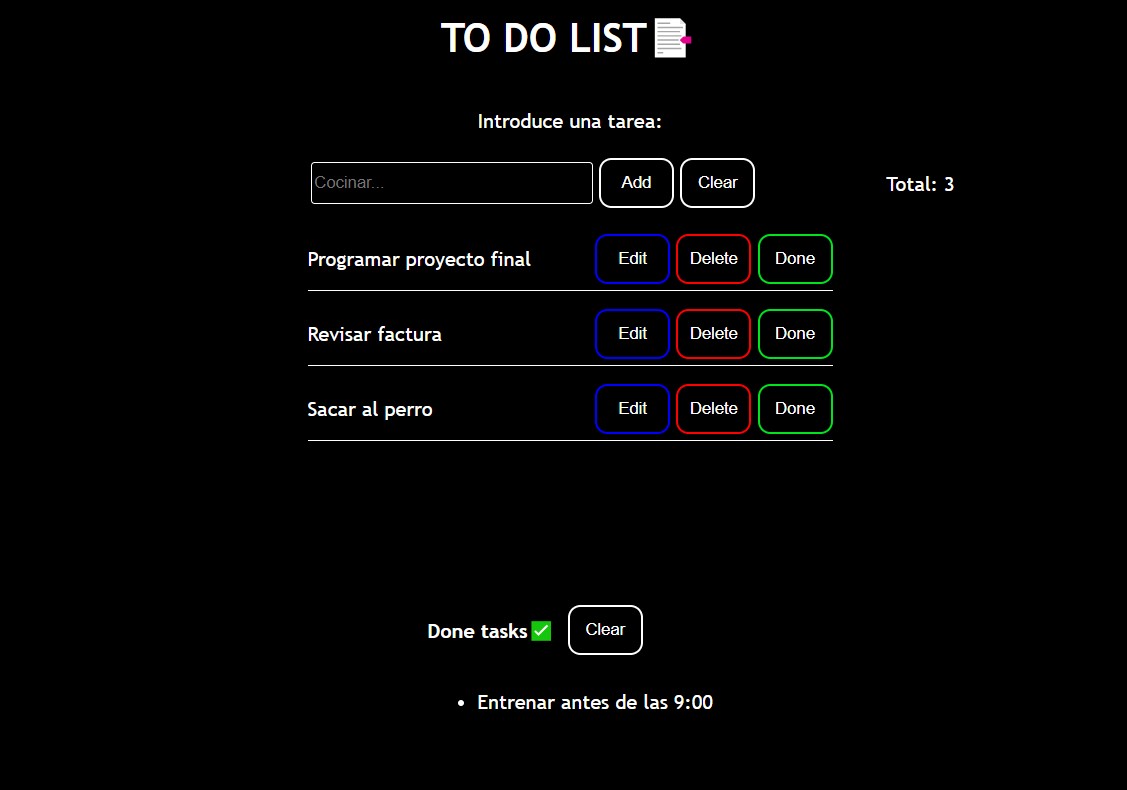 TO DO LIST
Introduce una tarea:
Cocinar... Add Clear Total: 3
Programar proyecto final Edit Delete Done
Revisar factura Edit Delete Done
Sacar al perro Edit Delete Done
Done tasks✅ Clear
• Entrenar antes de las 9:00